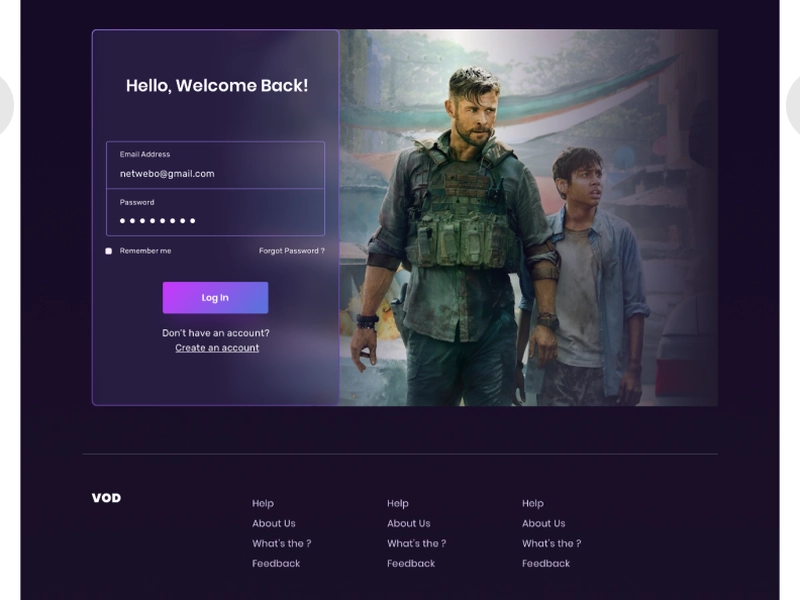 Hello, Welcome Back!
Email Address
netwebo@gmail.com
Password
Remember me
Forgot Password ?
Log In
Don't have an account?
Create an account
VOD
Help
About Us
What's the ?
Feedback
Help
About Us
What's the ?
Feedback
Help
About Us
What's the ?
Feedback